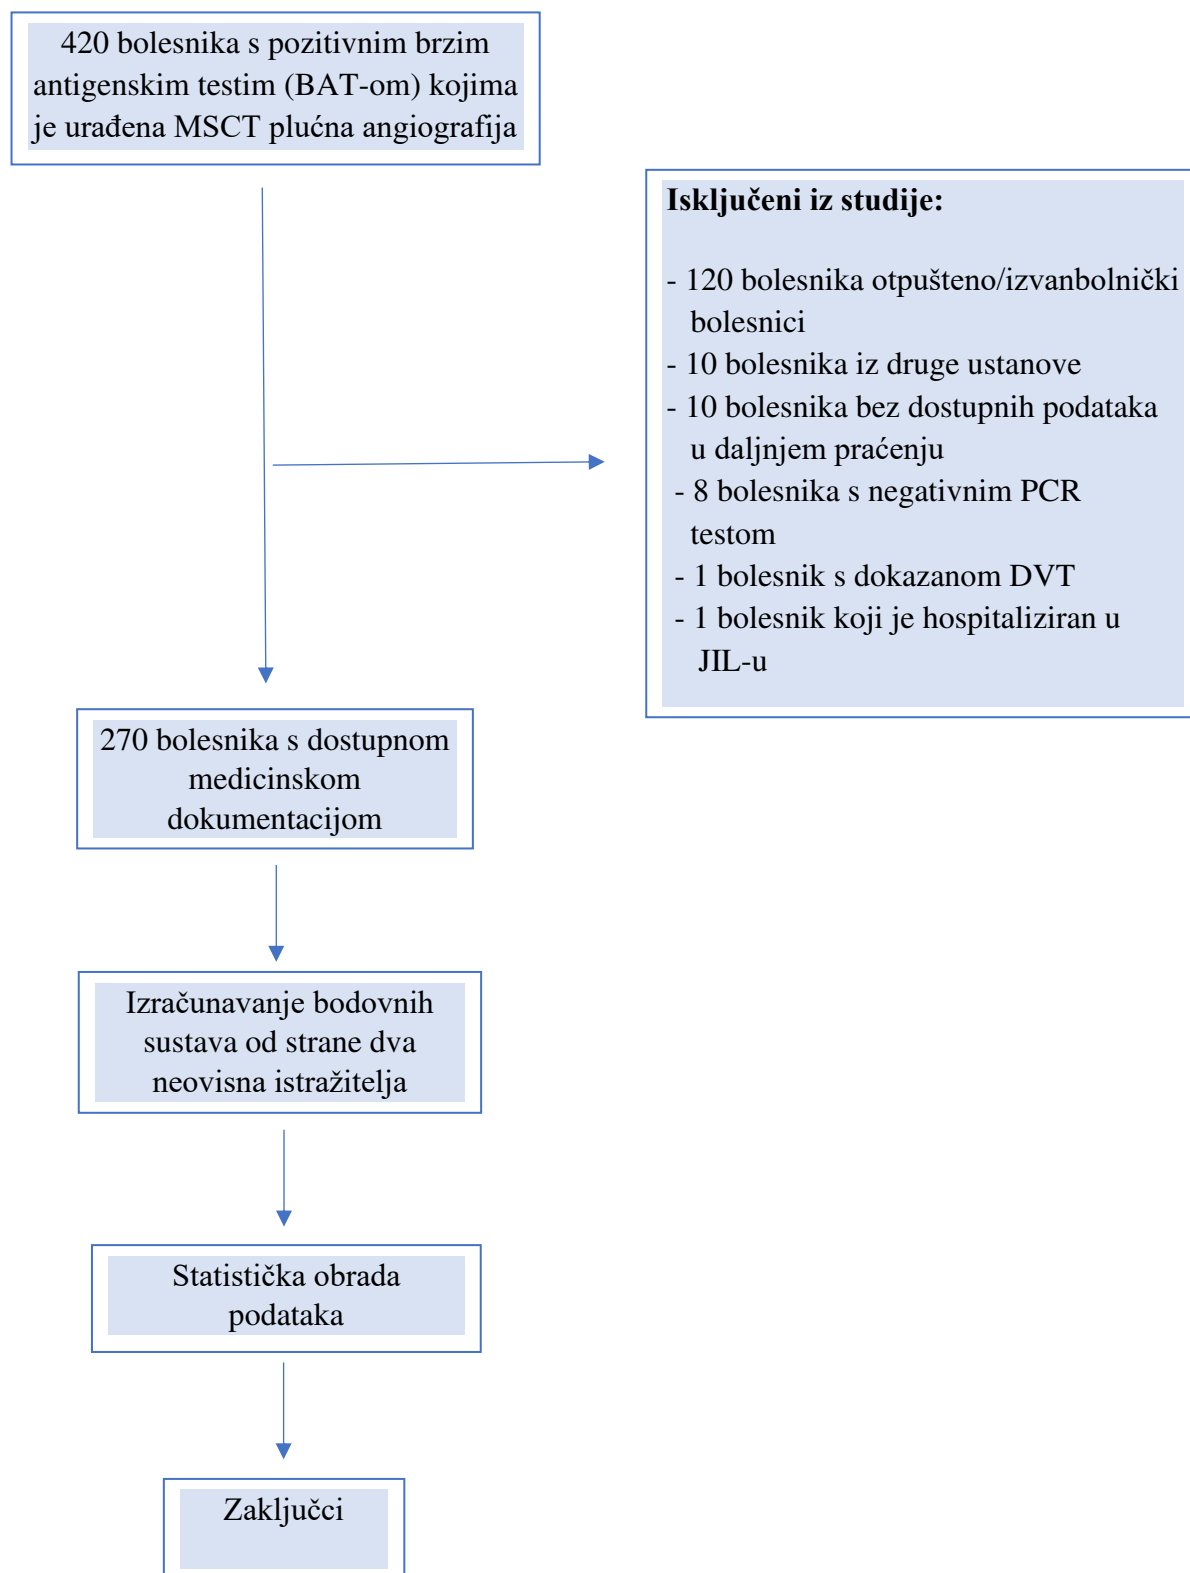 420 bolesnika s pozitivnim brzim
antigenskim testim (BAT-om) kojima
je urađena MSCT plućna angiografija
Isključeni iz studije:
- 120 bolesnika otpušteno/izvanbolnički
bolesnici
- 10 bolesnika iz druge ustanove
- 10 bolesnika bez dostupnih podataka
u daljnjem praćenju
- 8 bolesnika s negativnim PCR
testom
- 1 bolesnik s dokazanom DVT
- 1 bolesnik koji je hospitaliziran u
JIL-u
270 bolesnika s dostupnom
medicinskom
dokumentacijom
Izračunavanje bodovnih
sustava od strane dva
neovisna istražitelja
Statistička obrada
podataka
Zaključci